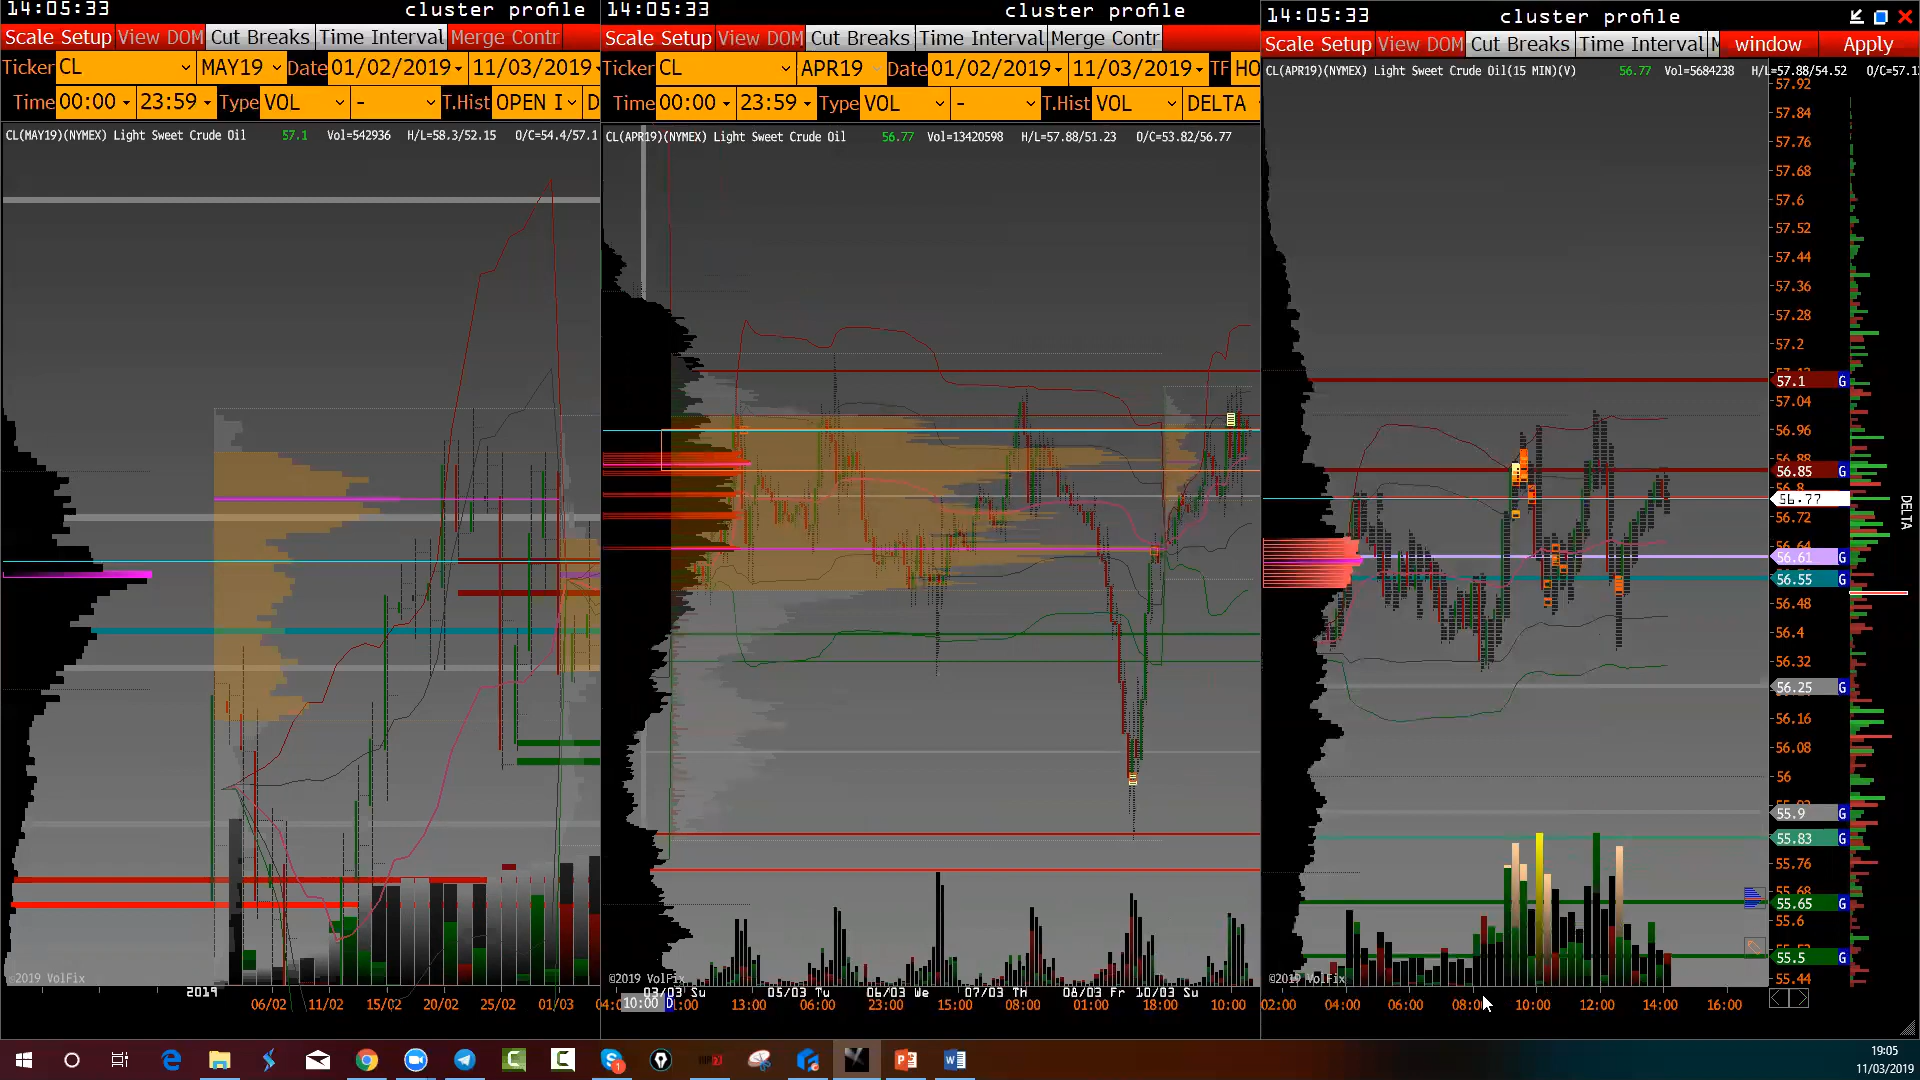 14:05:33 cluster profile
Scale Setup View DOM Cut Breaks Time Interval Merge Contr
Ticker CL MAY19 Date 01/02/2019 11/03/2019
Time 00:00 23:59 Type VOL - T.Hist OPEN I D
CL(MAY19)(NYMEX) Light Sweet Crude Oil 57.1 Vol=542936 H/L=58.3/52.15 O/C=54.4/57.1
©2019 VolFix
2019
06/02 11/02 15/02 20/02 25/02 01/03
14:05:33 cluster profile
Scale Setup View DOM Cut Breaks Time Interval Merge Contr
Ticker CL APR19 Date 01/02/2019 11/03/2019 TF HO
Time 00:00 23:59 Type VOL - T.Hist VOL DELTA
CL(APR19)(NYMEX) Light Sweet Crude Oil 56.77 Vol=13420598 H/L=57.88/51.23 O/C=53.82/56.77
©2019 VolFix
03/03 Su 05/03 Tu 06/03 We 07/03 Th 08/03 Fr 10/03 Su
10:00 D 13:00 06:00 23:00 15:00 08:00 01:00 18:00 10:00
14:05:33 cluster profile
Scale Setup View DOM Cut Breaks Time Interval M window Apply
CL(APR19)(NYMEX) Light Sweet Crude Oil(15 MIN)(V) 56.77 Vol=5684238 H/L=57.88/54.52 O/C=57.1
57.92
57.84
57.76
57.68
57.6
57.52
57.44
57.36
57.28
57.2
57.1 G
57.04
56.96
56.88
56.85 G
56.8
56.77
DELTA
56.72
56.64
56.61 G
56.55 G
56.48
56.4
56.32
56.25 G
56.16
56.08
56
55.9 G
55.83 G
55.76
55.68
55.65 G
55.6
55.5 G
55.44
©2019 VolFix
02:00 04:00 06:00 08:00 10:00 12:00 14:00 16:00
19:05
11/03/2019